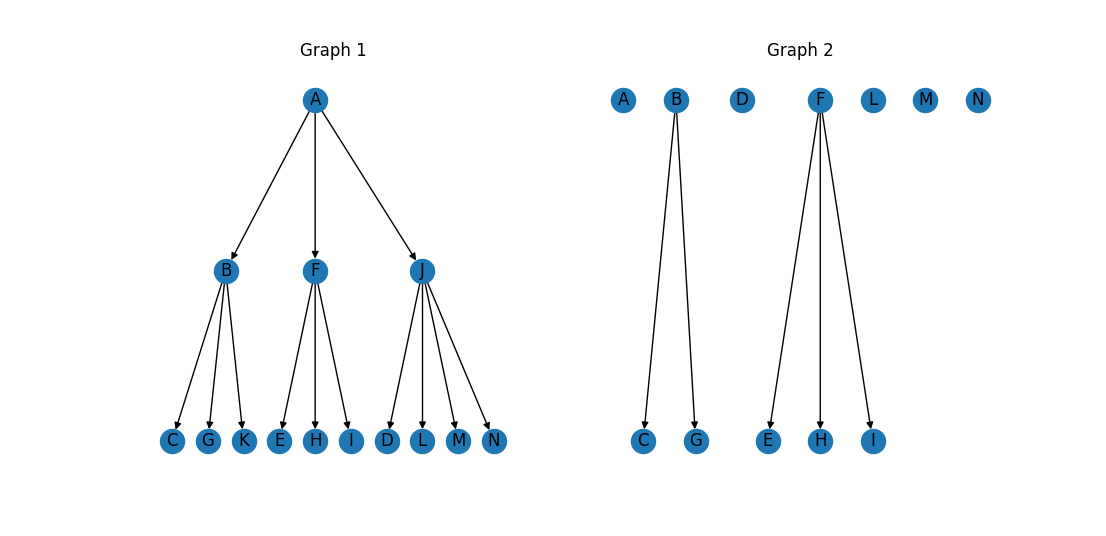 Graph 1
Graph 2
A
A B D F L M N
B F J
C G K E H I D L M N
C G E H I